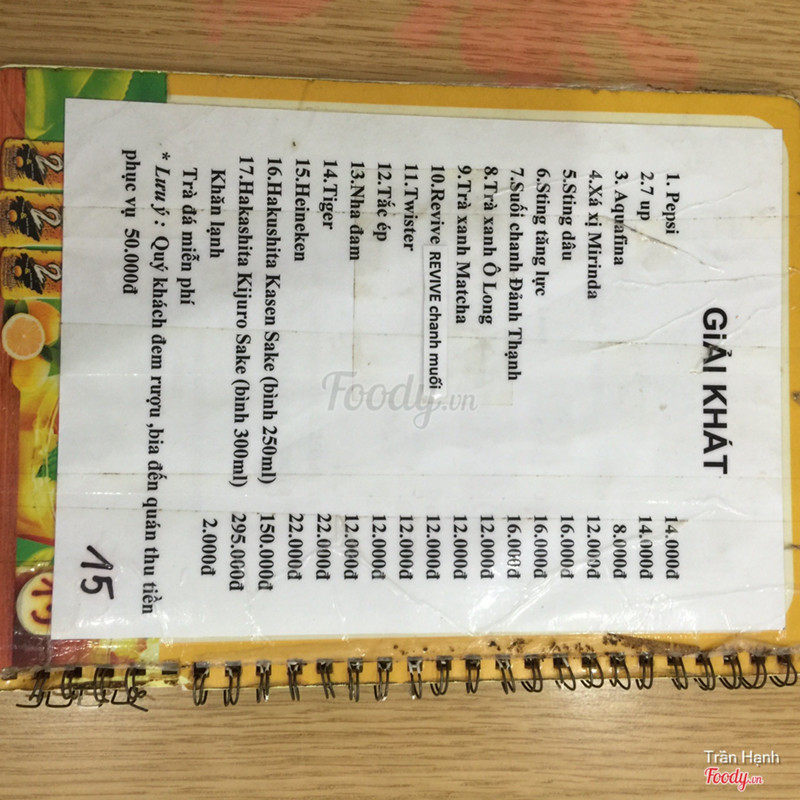 GiẢI KHÁT
1. Pepsi 14.000đ
2.7 up 14.000đ
3. Aquafina 8.000đ
4.Xá xị Mirinda 12.000đ
5.Sting dâu 16.000đ
6.Sting tăng lực 16.000đ
7.Suối chanh Đảnh Thạnh 16.000đ
8.Trà xanh Ô Long 12.000đ
9.Trà xanh Matcha 12.000đ
10.Revive REVIVE chanh muối 12.000đ
11.Twister 12.000đ
12.Tắc ép 12.000đ
13.Nha đam 12.000đ
14.Tiger 22.000đ
15.Heineken 22.000đ
16.Hakushita Kasen Sake (bình 250ml) 150.000đ
17.Hakashita Kijuro Sake (bình 300ml) 295.000đ
Khăn lạnh 2.000đ
Trà đá miễn phí
* Lưu ý : Quý khách đem rượu ,bia đến quán thu tiền
phục vụ 50.000đ
15
15
2
2
2
Foody.vn
Trần Hạnh
Foody.vn